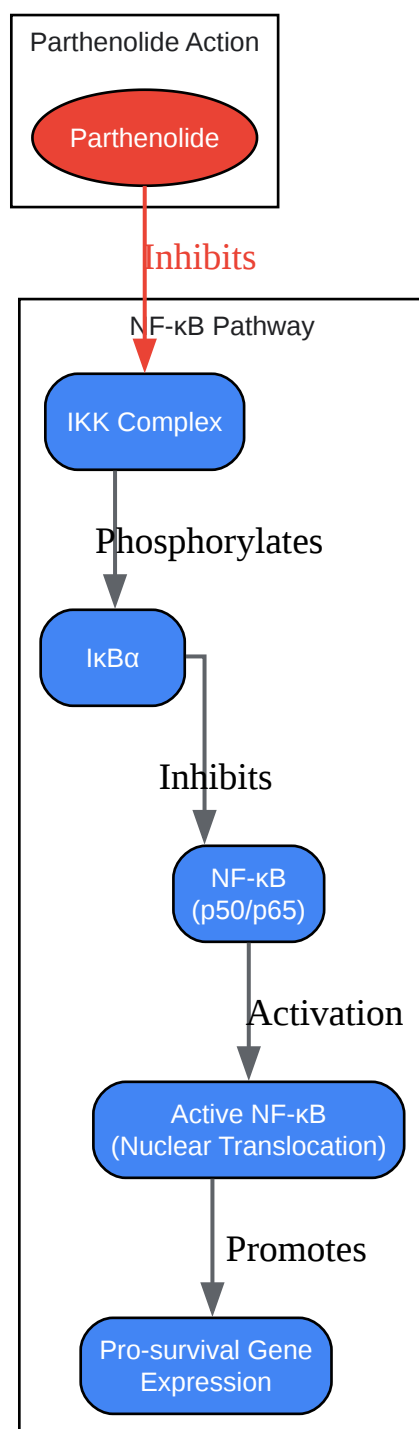 Parthenolide Action
Parthenolide
Inhibits
NF-κB Pathway
IKK Complex
Phosphorylates
IκBα
Inhibits
NF-κB
(p50/p65)
Activation
Active NF-κB
(Nuclear Translocation)
Promotes
Pro-survival Gene
Expression